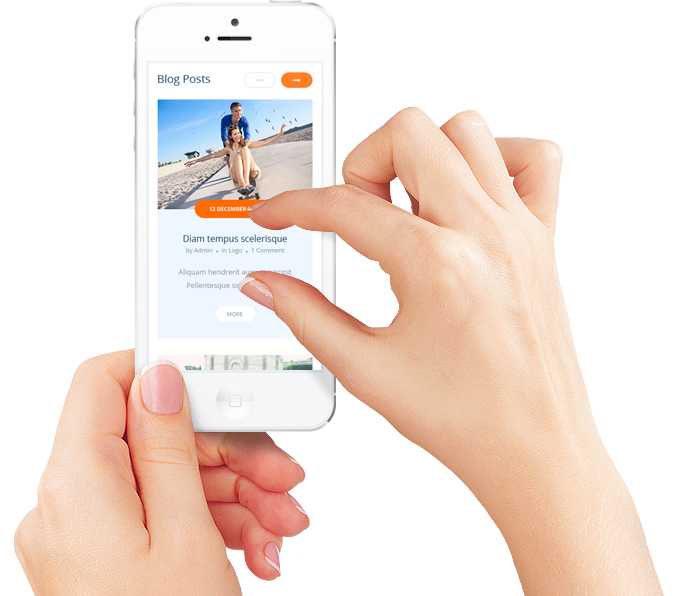 Blog Posts
12 DECEMBER
Diam tempus scelerisque
by Admin • in Logo • 1 Comment
Aliquam hendrerit
Pellentesque
MORE